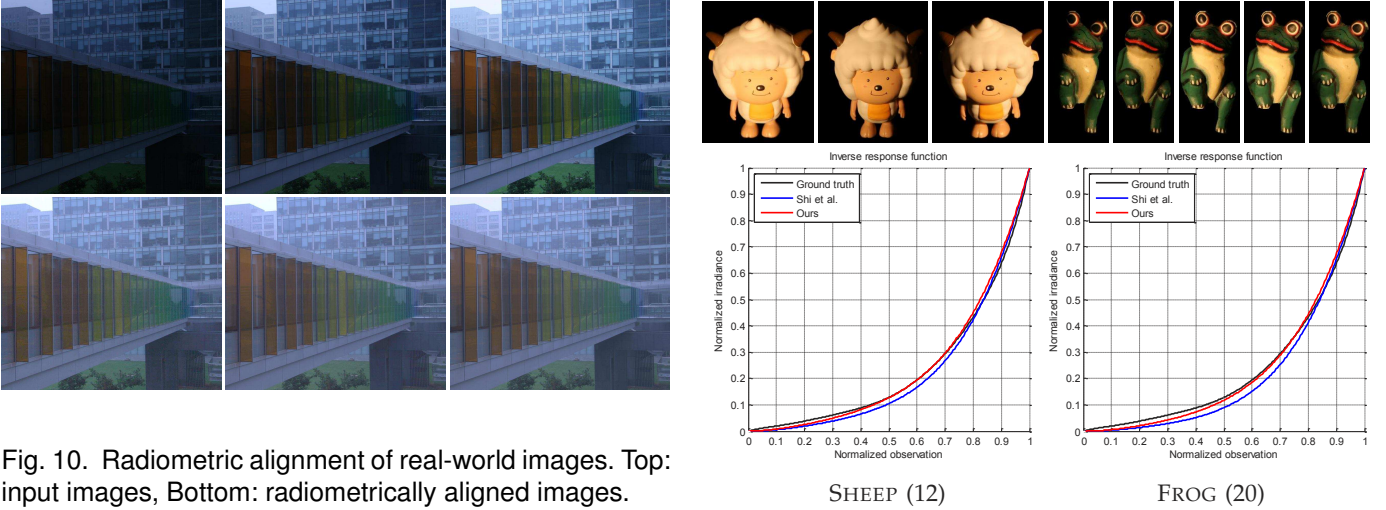 Fig. 10. Radiometric alignment of real-world images. Top:
input images, Bottom: radiometrically aligned images.
Inverse response function
Normalized irradiance
1
0.9
0.8
0.7
0.6
0.5
0.4
0.3
0.2
0.1
0
Ground truth
Shi et al.
Ours
0 0.1 0.2 0.3 0.4 0.5 0.6 0.7 0.8 0.9 1
Normalized observation
SHEEP (12)
Inverse response function
Normalized irradiance
1
0.9
0.8
0.7
0.6
0.5
0.4
0.3
0.2
0.1
0
Ground truth
Shi et al.
Ours
0 0.1 0.2 0.3 0.4 0.5 0.6 0.7 0.8 0.9 1
Normalized observation
FROG (20)